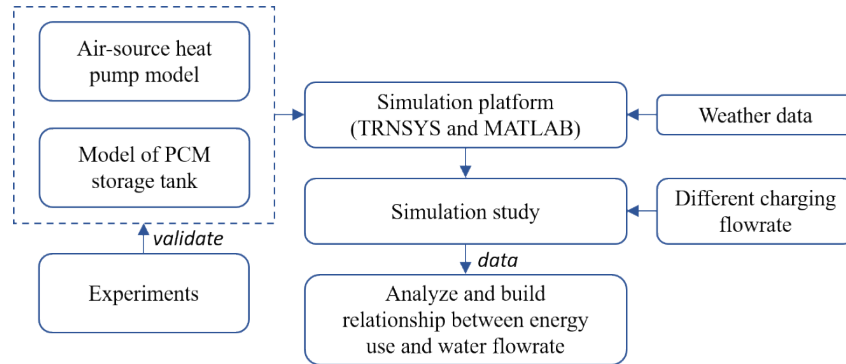 Air-source heat
pump model
Model of PCM
storage tank
validate
Experiments
Simulation platform
(TRNSYS and MATLAB)
Weather data
Simulation study
Different charging
flowrate
data
Analyze and build
relationship between energy
use and water flowrate